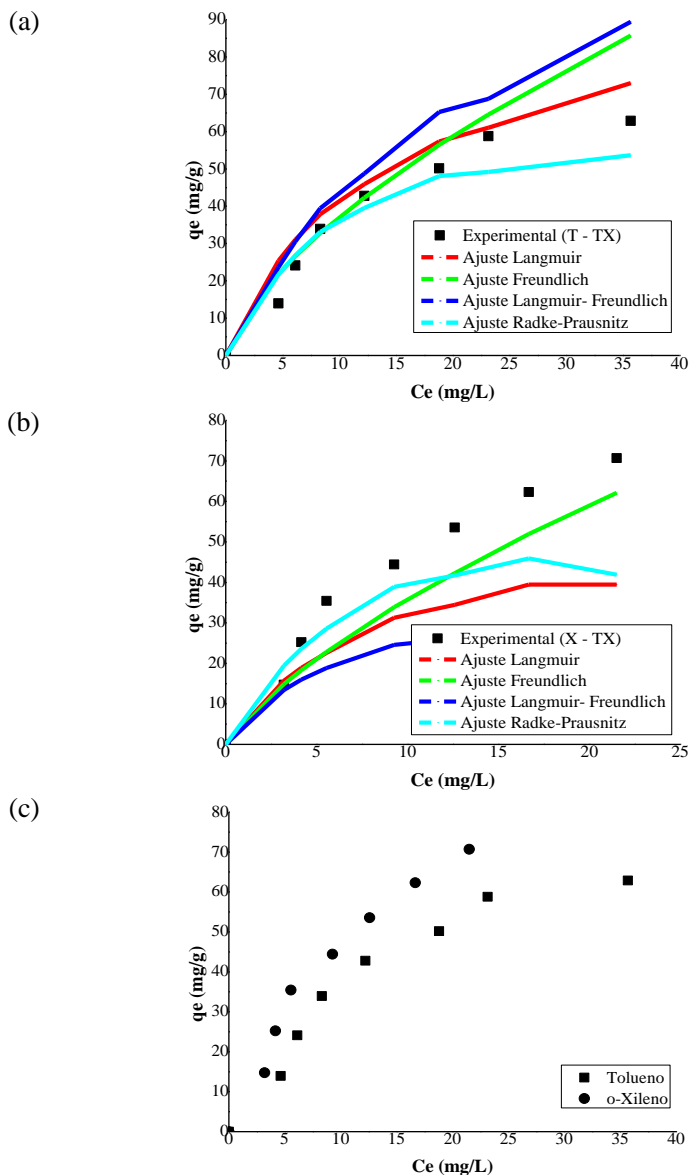 (a)
90
80
70
60
50
40
30
20
10
0
qe (mg/g)
Experimental (T - TX)
Ajuste Langmuir
Ajuste Freundlich
Ajuste Langmuir- Freundlich
Ajuste Radke-Prausnitz
0 5 10 15 20 25 30 35 40
Ce (mg/L)
(b)
80
70
60
50
40
30
20
10
0
qe (mg/g)
Experimental (X - TX)
Ajuste Langmuir
Ajuste Freundlich
Ajuste Langmuir- Freundlich
Ajuste Radke-Prausnitz
0 5 10 15 20 25
Ce (mg/L)
(c)
80
70
60
50
40
30
20
10
0
qe (mg/g)
Tolueno
o-Xileno
0 5 10 15 20 25 30 35 40
Ce (mg/L)